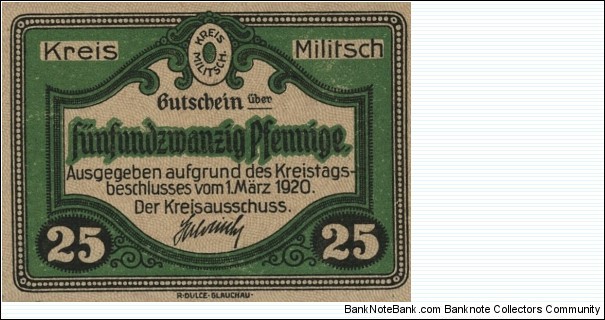 Kreis Militsch
KREIS MILITSCH.
Gutschein über
fünfundzwanzig Pfennige.
Ausgegeben aufgrund des Kreistags-
beschlusses vom 1. März 1920.
Der Kreisausschuss.
25 25
R·DULCE·GLAUCHAU·
BankNoteBank.com Banknote Collectors Community